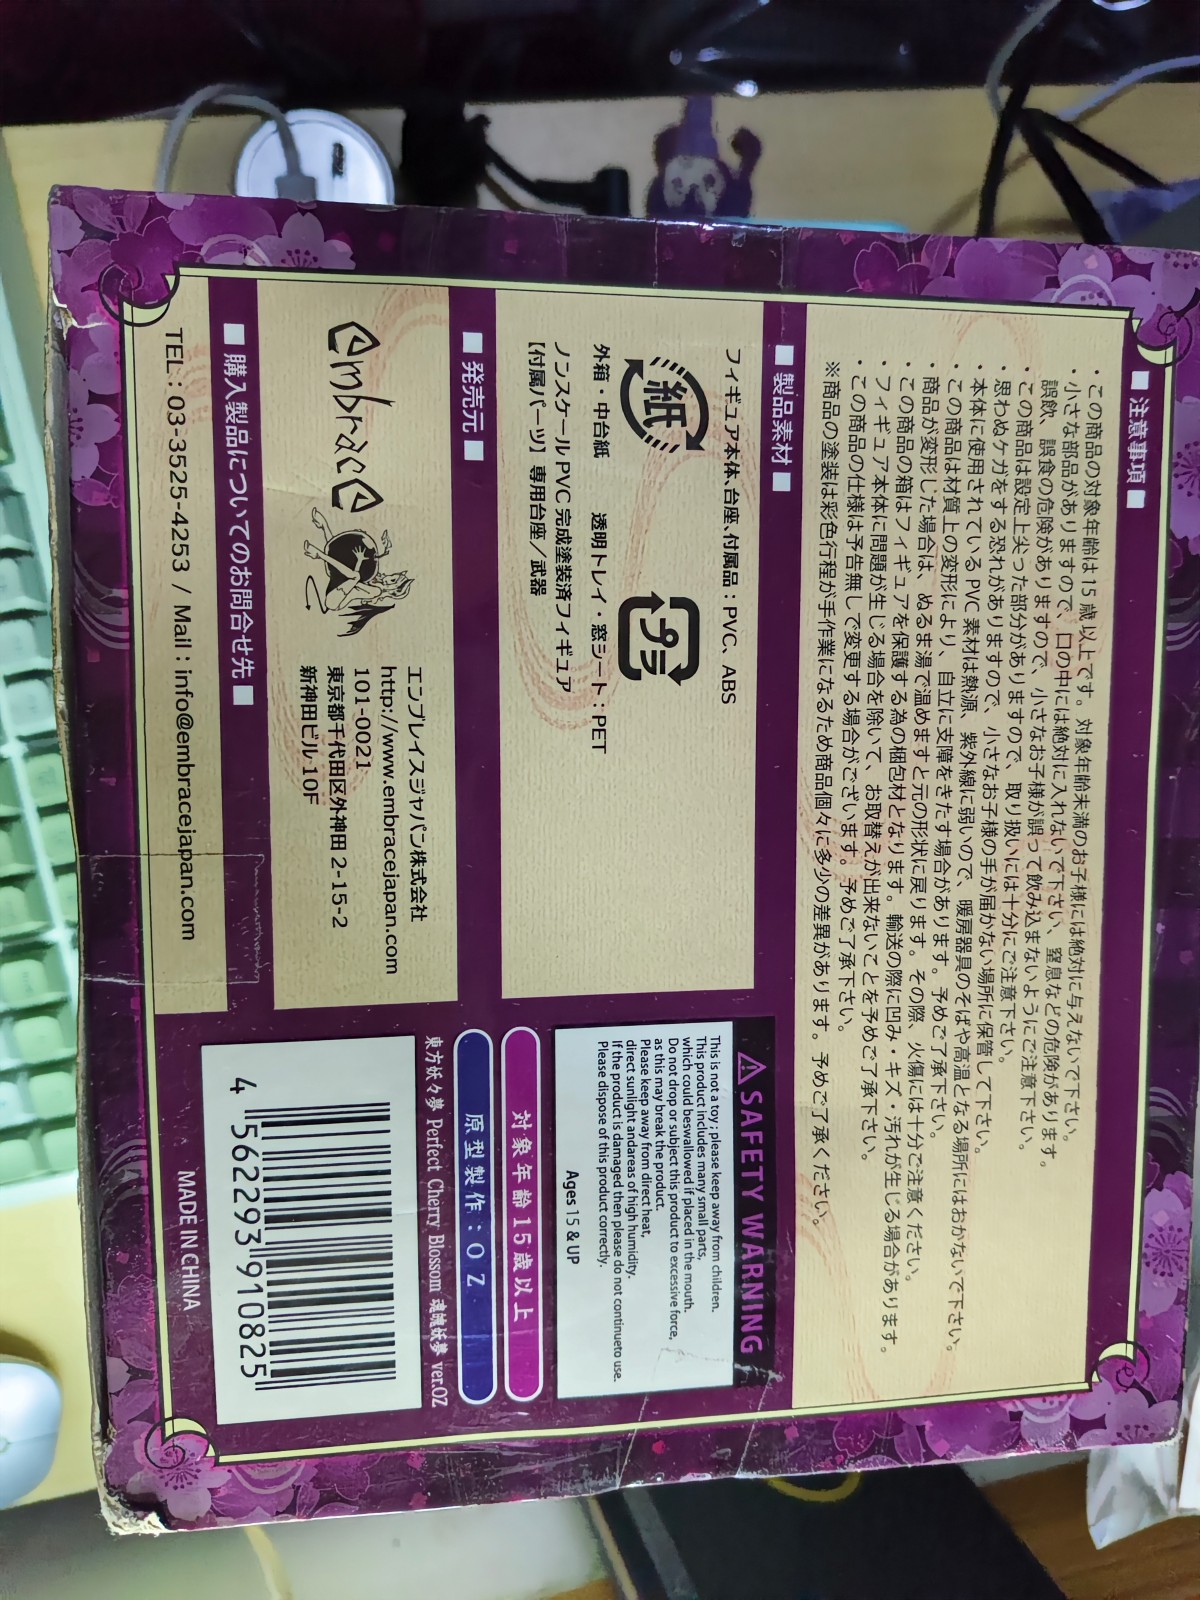 ■ 注意事項 ■
・この商品の対象年齢は15 歳以上です。対象年齢未満のお子様には絶対に与えないで下さい。
・小さな部品がありますので、口の中には絶対に入れないで下さい、窒息などの危険があります。
誤飲、誤食の危険がありますので、小さなお子様が誤って飲み込まないようにご注意下さい。
・この商品は設定上尖った部分がありますので、取り扱いには十分にご注意下さい。
・思わぬケガをする恐れがありますので、小さなお子様の手が届かない場所に保管して下さい。
・本体に使用されている PVC 素材は熱源、紫外線に弱いので、暖房器具のそばや高温となる場所にはおかないで下さい。
・この商品は材質上の変形により、自立に支障をきたす場合があります。予めご了承下さい。
商品が変形した場合は、ぬるま湯で温めますと元の形状に戻ります。その際、火傷には十分ご注意ください。
・この商品の箱はフィギュアを保護する為の梱包材となります。輸送の際に凹み・キズ・汚れが生じる場合があります。
・フィギュア本体に問題が生じる場合を除いて、お取替えが出来ないことを予めご了承下さい。
・この商品の仕様は予告無しで変更する場合がございます。予めご了承下さい。
※商品の塗装は彩色行程が手作業になるため商品個々に多少の差異があります。予めご了承ください。
■ 製品素材 ■
フィギュア本体、台座、付属品：PVC、ABS
紙
プラ
外箱・中台紙 透明トレイ・窓シート：PET
ノンスケール PVC 完成塗装済フィギュア
【付属パーツ】専用台座／武器
■ 発売元 ■
embrace
エンブレイスジャパン株式会社
http://www.embracejapan.com
101-0021
東京都千代田区外神田 2-15-2
新神田ビル 10F
■ 購入製品についてのお問合せ先 ■
TEL：03-3525-4253 / Mail：info@embracejapan.com
SAFETY WARNING
This is not a toy; please keep away from children.
This product includes many small parts,
which could beswallowed if placed in the mouth.
Do not drop or subject this product to excessive force,
as this may break the product.
Please keep away from direct heat,
direct sunlight andareas of high humidity.
If the product is damaged then please do not continueto use.
Please dispose of this product correctly.
Ages 15 & UP
対象年齢15歳以上
原型製作：OZ
東方妖々夢 Perfect Cherry Blossom 魂魄妖夢 ver.OZ
4 562293 910825
MADE IN CHINA